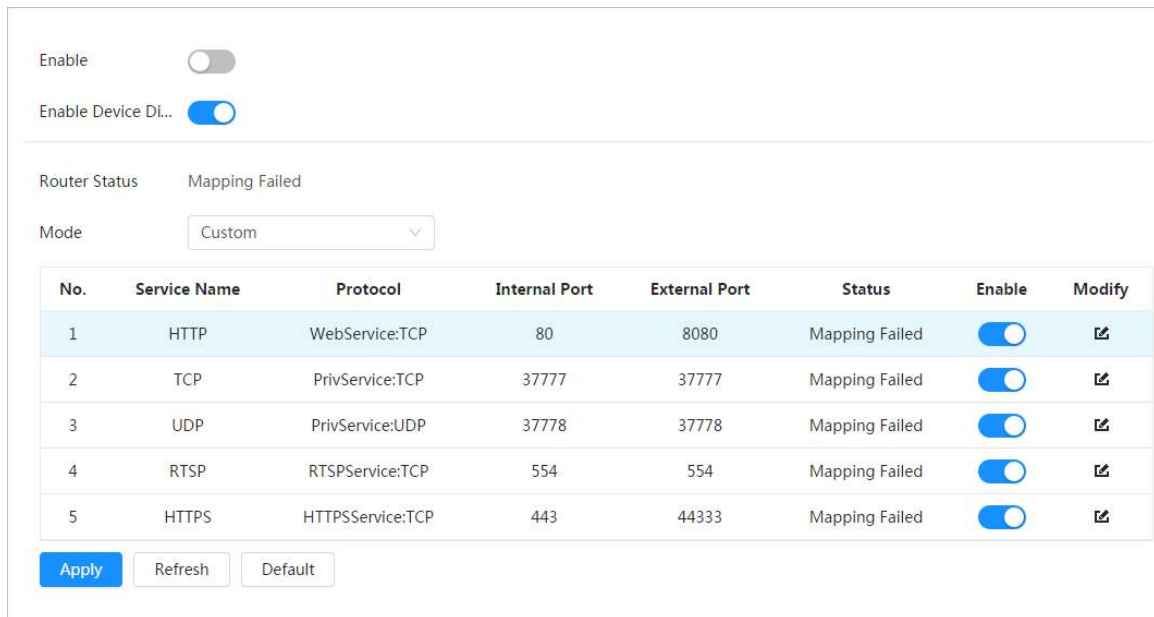 Enable
Enable Device Di...
Router Status Mapping Failed
Mode Custom
No. Service Name Protocol Internal Port External Port Status Enable Modify
1 HTTP WebService:TCP 80 8080 Mapping Failed
2 TCP PrivService:TCP 37777 37777 Mapping Failed
3 UDP PrivService:UDP 37778 37778 Mapping Failed
4 RTSP RTSPService:TCP 554 554 Mapping Failed
5 HTTPS HTTPSService:TCP 443 44333 Mapping Failed
Apply Refresh Default